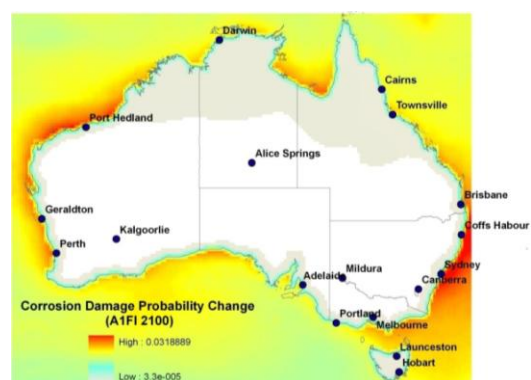 Darwin
Cairns
Townsville
Port Hedland
Alice Springs
Brisbane
Geraldton
Coffs Habour
Kalgoorlie
Perth
Sydney
Mildura
Adelaide
Canberra
Corrosion Damage Probability Change
(A1FI 2100)
Portland
Melbourne
High : 0.0318889
Launceston
Hobart
Low : 3.3e-005